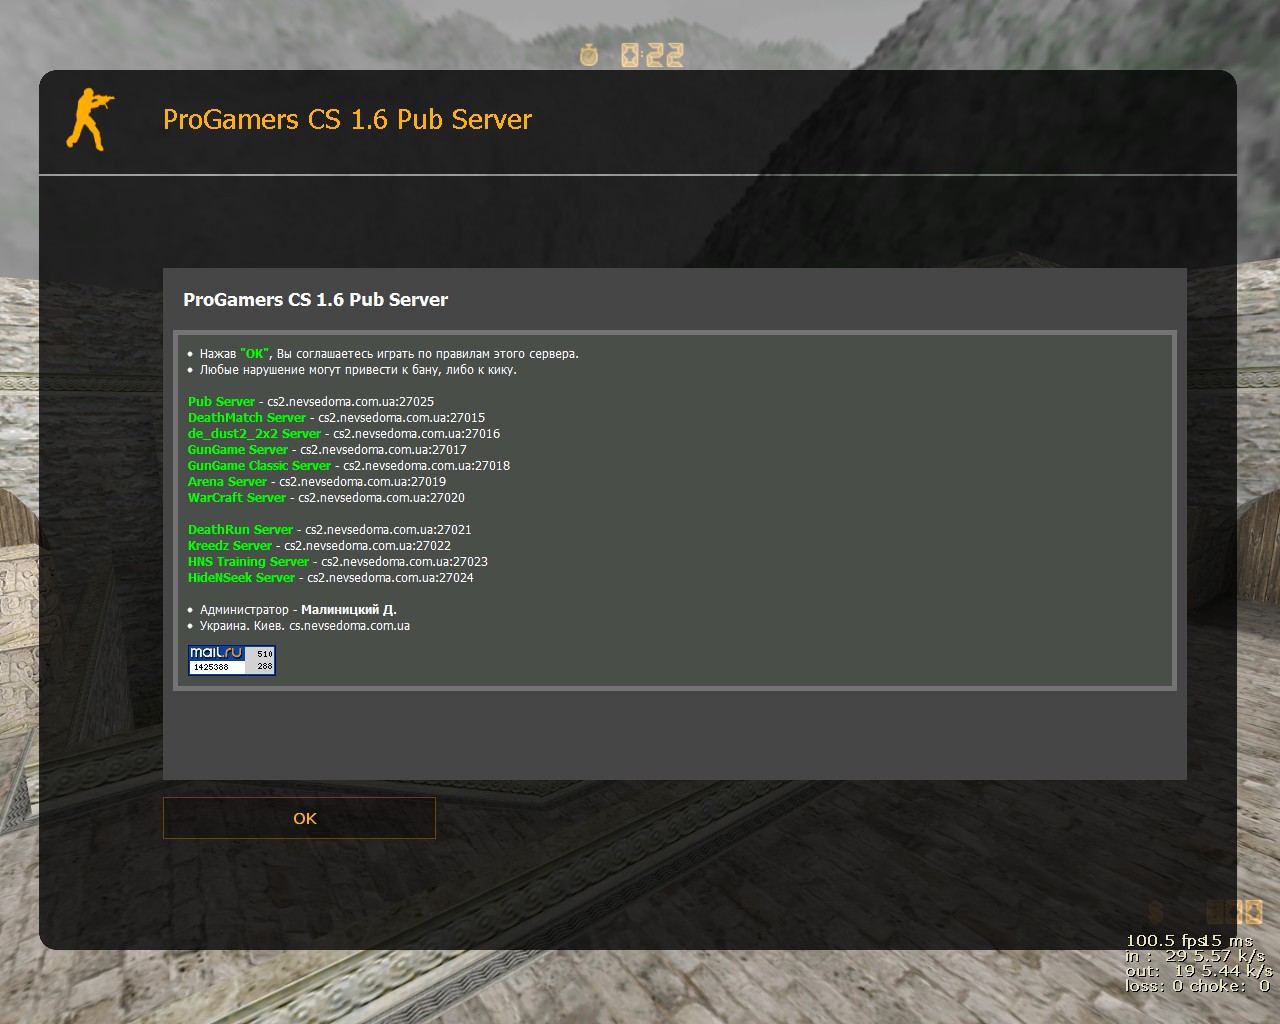 0:22
ProGamers CS 1.6 Pub Server
ProGamers CS 1.6 Pub Server
• Нажав "ОК", Вы соглашаетесь играть по правилам этого сервера.
• Любые нарушение могут привести к бану, либо к кику.
Pub Server - cs2.nevsedoma.com.ua:27025
DeathMatch Server - cs2.nevsedoma.com.ua:27015
de_dust2_2x2 Server - cs2.nevsedoma.com.ua:27016
GunGame Server - cs2.nevsedoma.com.ua:27017
GunGame Classic Server - cs2.nevsedoma.com.ua:27018
Arena Server - cs2.nevsedoma.com.ua:27019
WarCraft Server - cs2.nevsedoma.com.ua:27020
DeathRun Server - cs2.nevsedoma.com.ua:27021
Kreedz Server - cs2.nevsedoma.com.ua:27022
HNS Training Server - cs2.nevsedoma.com.ua:27023
HideNSeek Server - cs2.nevsedoma.com.ua:27024
• Администратор - Малиницкий Д.
• Украина. Киев. cs.nevsedoma.com.ua
mail.ru 510
1425388 288
OK
100.5 fps 15 ms
in : 29 5.57 k/s
out: 19 5.44 k/s
loss: 0 choke: 0